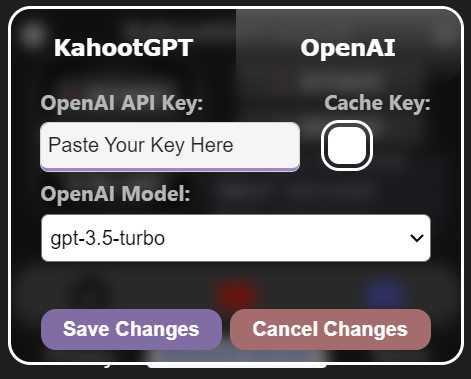 KahootGPT OpenAI
OpenAI API Key: Cache Key:
Paste Your Key Here
OpenAI Model:
gpt-3.5-turbo
Save Changes Cancel Changes